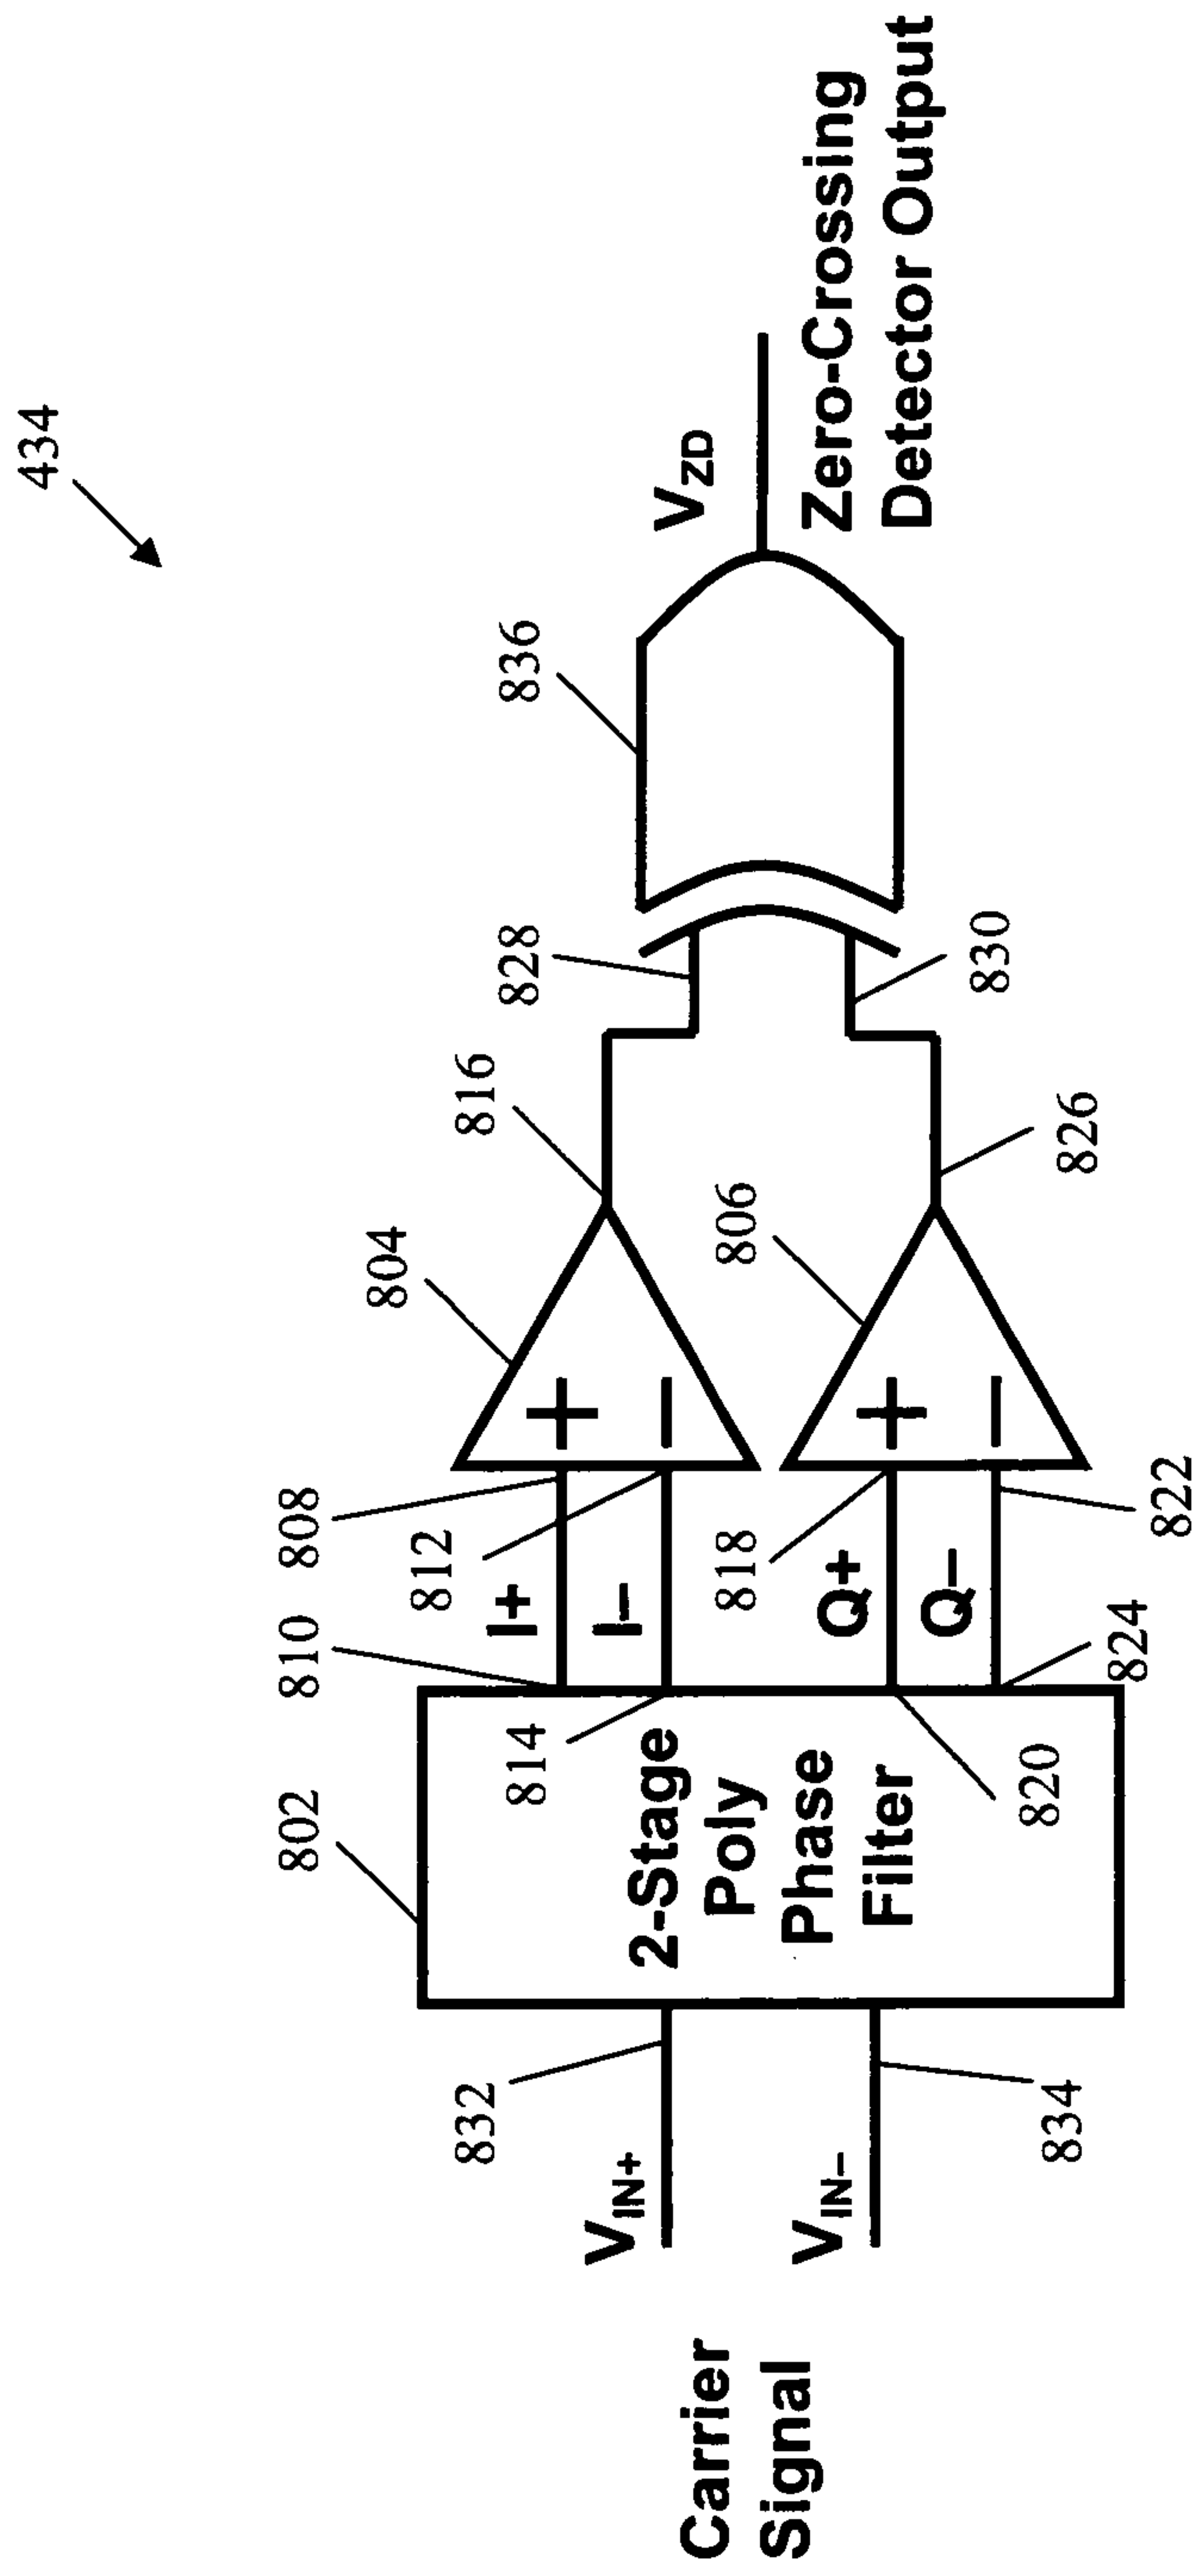 434
Carrier
Signal
V_IN+
V_IN−
832
834
802
2-Stage
Poly
Phase
Filter
810
814
820
824
I+
I−
Q+
Q−
808
812
818
822
804
+
−
806
+
−
816
826
828
830
836
V_ZD
Zero-Crossing
Detector Output